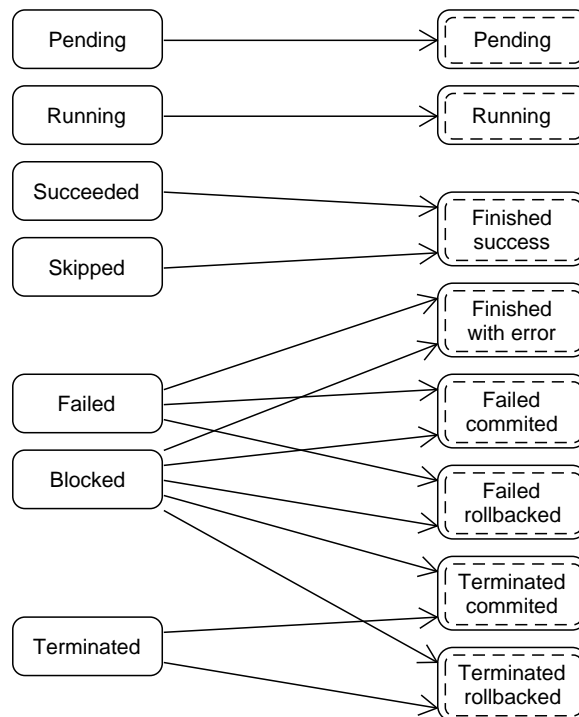 Pending
Pending
Running
Running
Succeeded
Finished
success
Skipped
Finished
with error
Failed
Failed
commited
Blocked
Failed
rollbacked
Terminated
commited
Terminated
Terminated
rollbacked